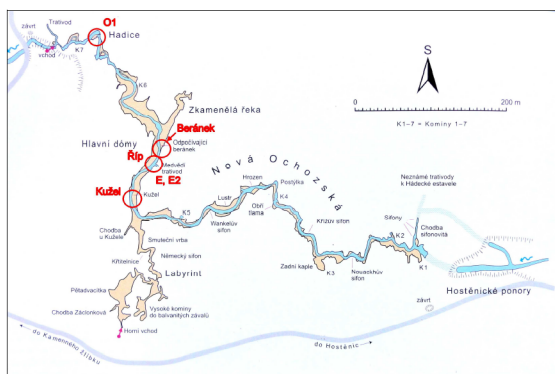 O1
závrt
Trativod
Hadice
K7
vchod
K6
Zkamenělá řeka
S
0
200 m
K1–7 = Komíny 1–7
Beránek
Hlavní dómy
Odpočívající
beránek
Říp
Medvědí
trativod
E, E2
Nová Ochozská
Kužel
Kužel
Hrozen
Postýlka
Lustr
K5
Obří
tlama
K4
Wankelův
sifon
Neznámé trativody
k Hádecké estavele
Chodba
u Kužele
Smuteční vrba
Křtitelnice
Německý sifon
Labyrint
Křížův sifon
Sifony
K2
Chodba
sifonovitá
Zadní kaple
K3
Novákův
sifon
K1
Hostěnické ponory
Pětadvacítka
Chodba Záclonková
Vysoké komíny
do balvanitých závalů
Horní vchod
závrt
do Kamenného žlíbku
do Hostěnic